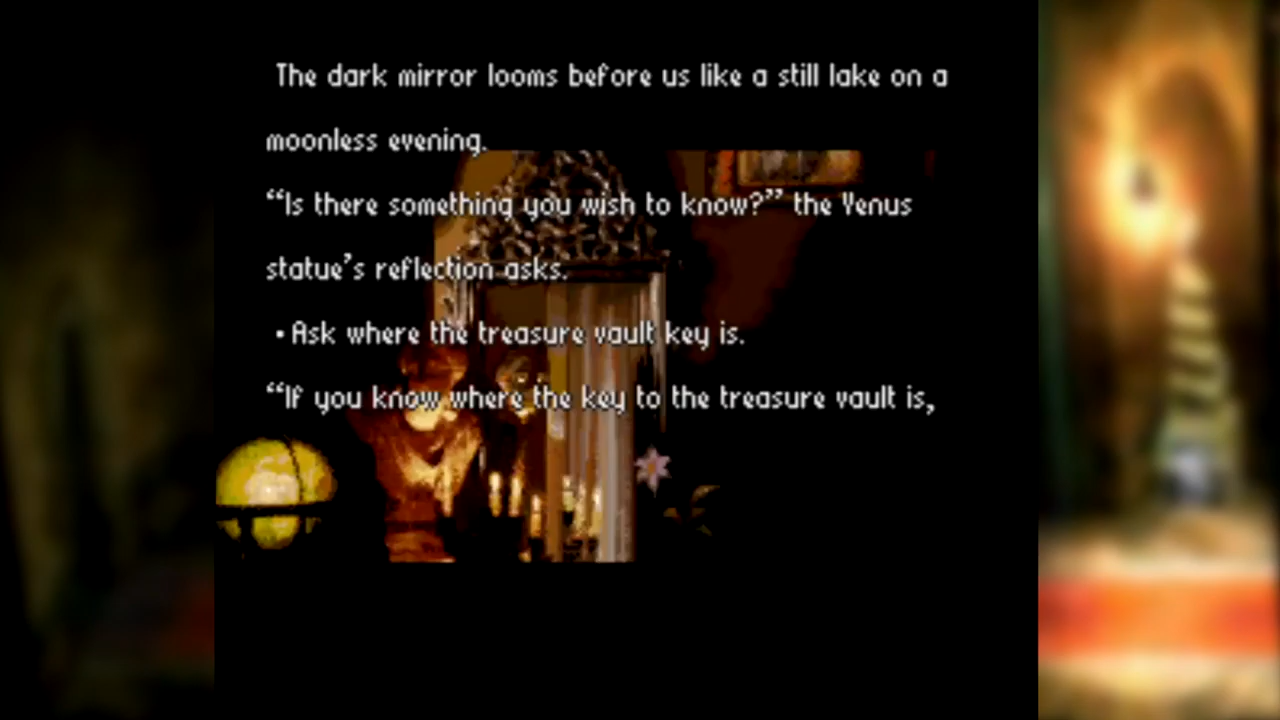 The dark mirror looms before us like a still lake on a
moonless evening.
“Is there something you wish to know?” the Venus
statue's reflection asks.
• Ask where the treasure vault key is.
“If you know where the key to the treasure vault is,